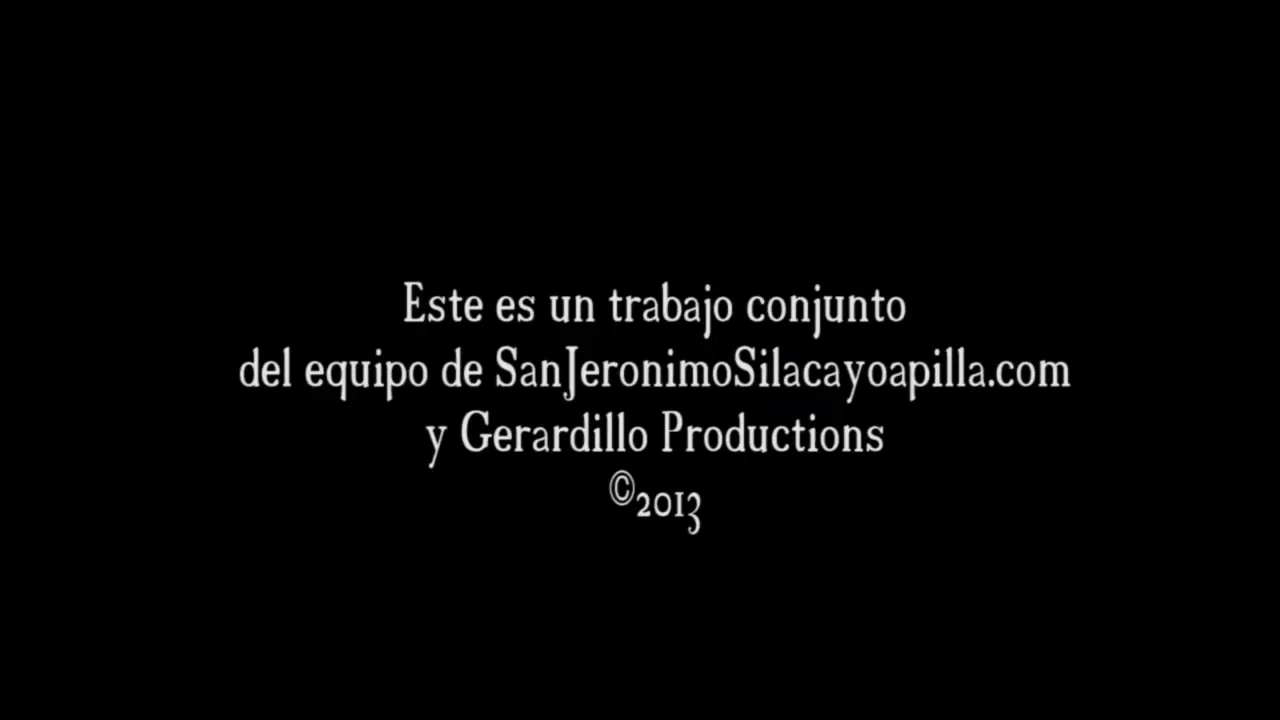 Este es un trabajo conjunto
del equipo de SanJeronimoSilacayoapilla.com
y Gerardillo Productions
©2013